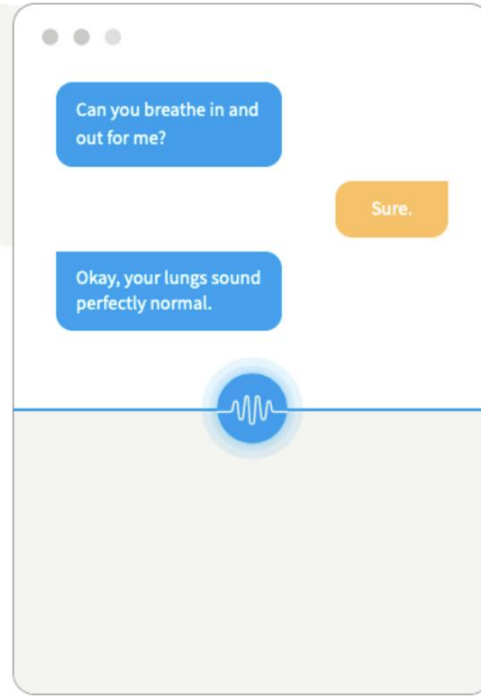 Can you breathe in and
out for me?
Sure.
Okay, your lungs sound
perfectly normal.